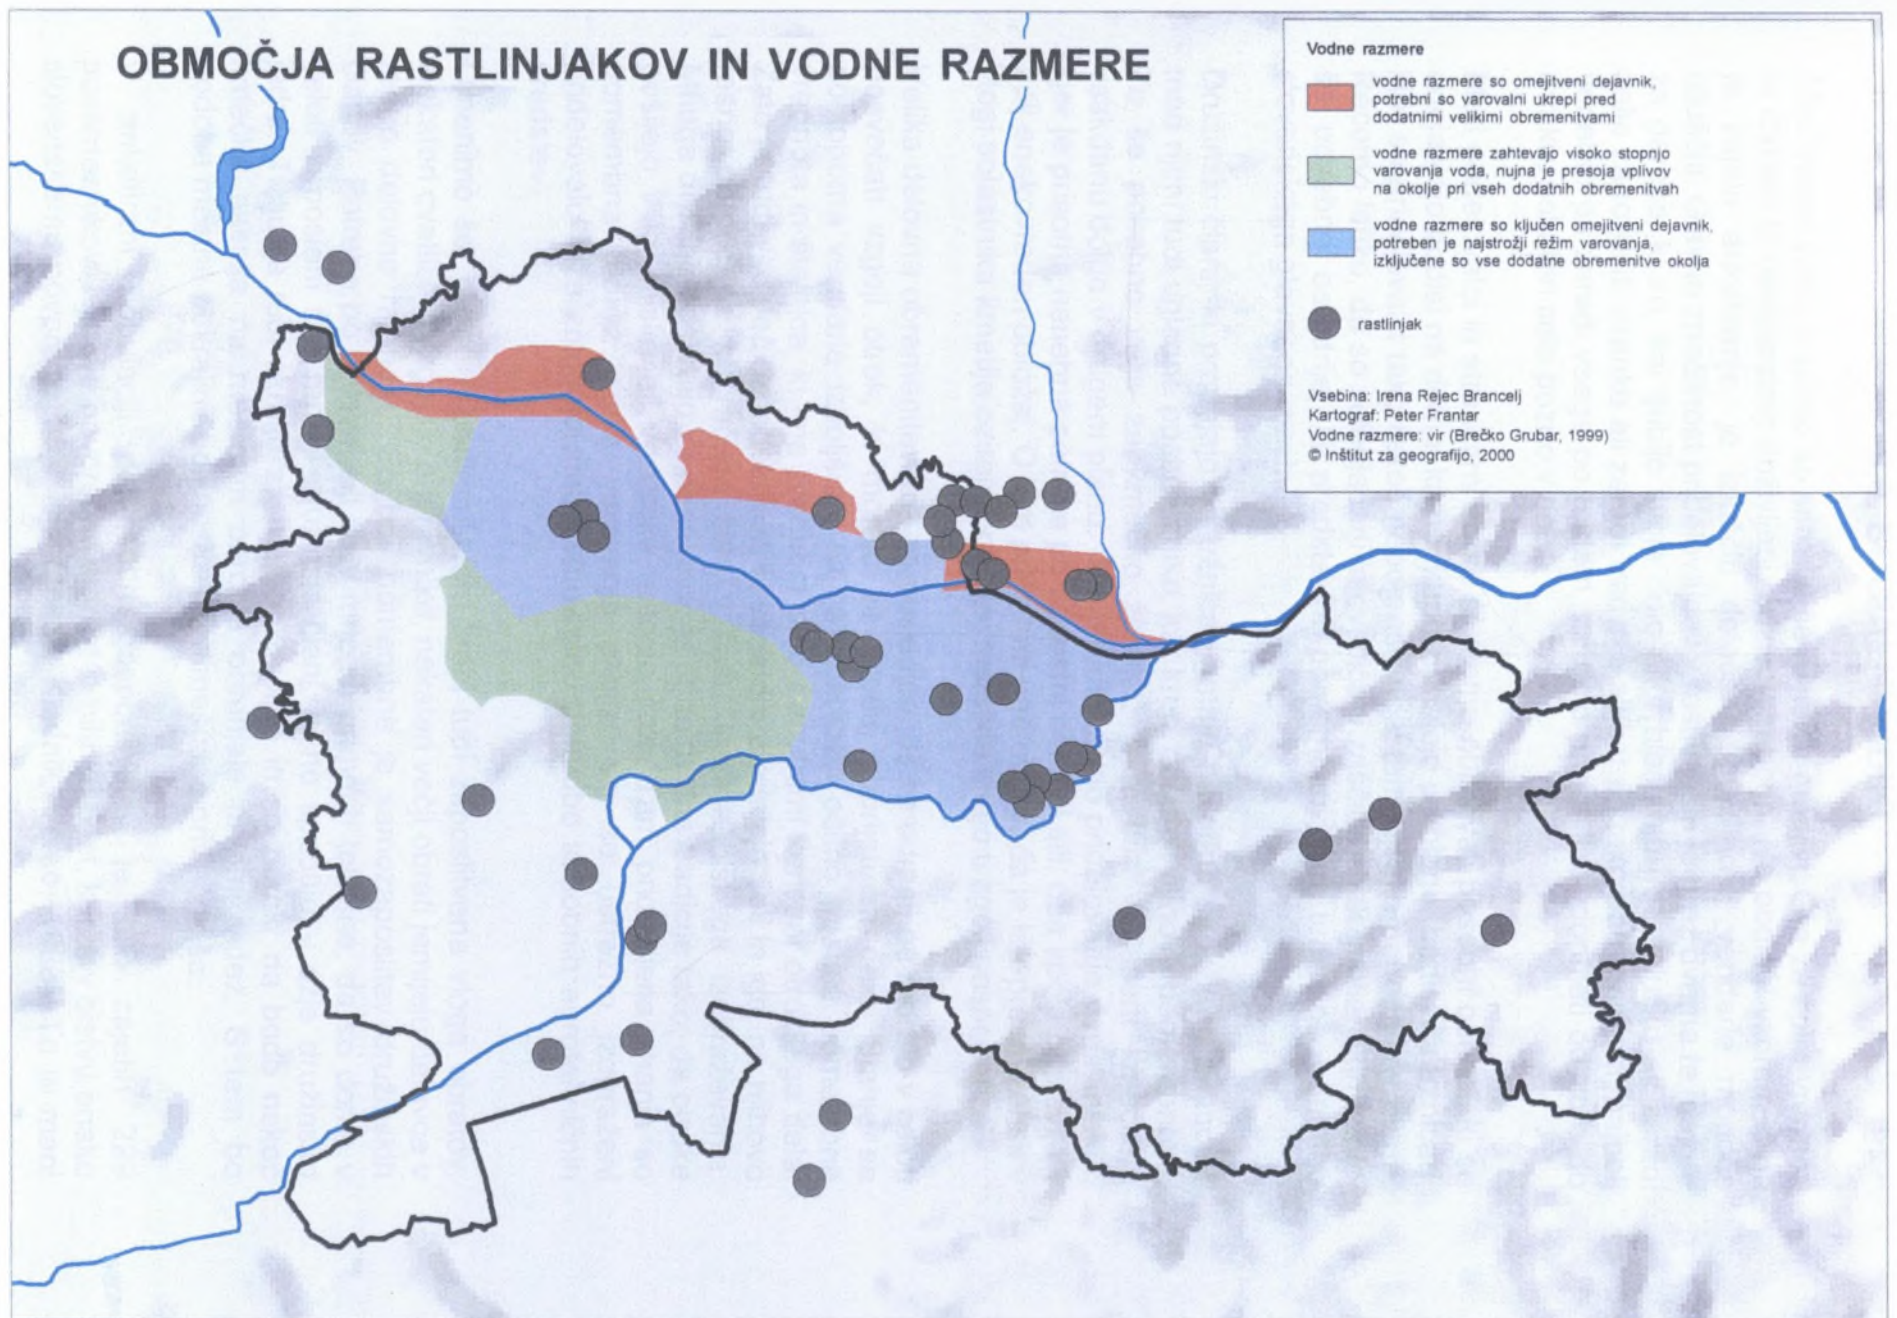 OBMOČJA RASTLINJAKOV IN VODNE RAZMERE
Vodne razmere
vodne razmere so omejitveni dejavnik,
potrebni so varovalni ukrepi pred
dodatnimi velikimi obremenitvami
vodne razmere zahtevajo visoko stopnjo
varovanja voda, nujna je presoja vplivov
na okolje pri vseh dodatnih obremenitvah
vodne razmere so ključen omejitveni dejavnik,
potreben je najstrožji režim varovanja,
izključene so vse dodatne obremenitve okolja
rastlinjak
Vsebina: Irena Rejec Brancelj
Kartograf: Peter Frantar
Vodne razmere: vir (Brečko Grubar, 1999)
© Inštitut za geografijo, 2000